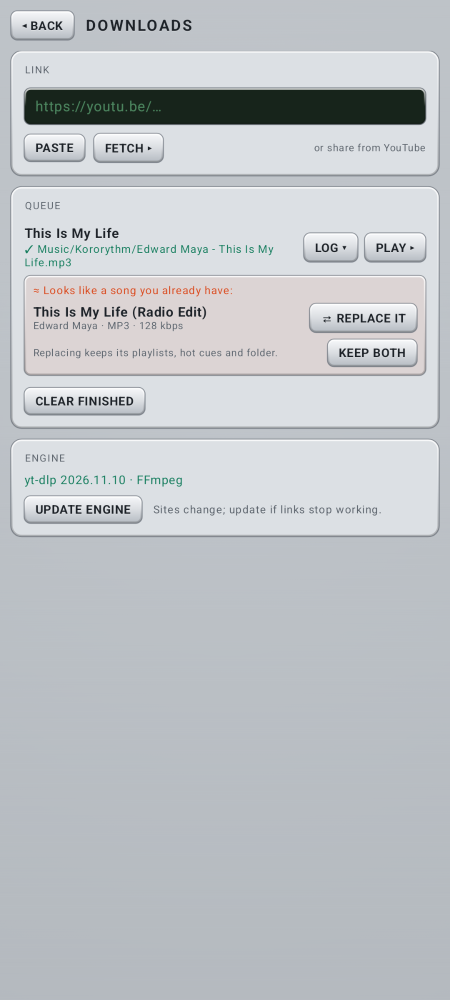 ◂ BACK DOWNLOADS
LINK
https://youtu.be/…
PASTE FETCH ▸ or share from YouTube
QUEUE
This Is My Life
✓ Music/Kororythm/Edward Maya - This Is My Life.mp3
LOG ▾ PLAY ▸
≈ Looks like a song you already have:
This Is My Life (Radio Edit)
Edward Maya · MP3 · 128 kbps
⇄ REPLACE IT
Replacing keeps its playlists, hot cues and folder.
KEEP BOTH
CLEAR FINISHED
ENGINE
yt-dlp 2026.11.10 · FFmpeg
UPDATE ENGINE Sites change; update if links stop working.